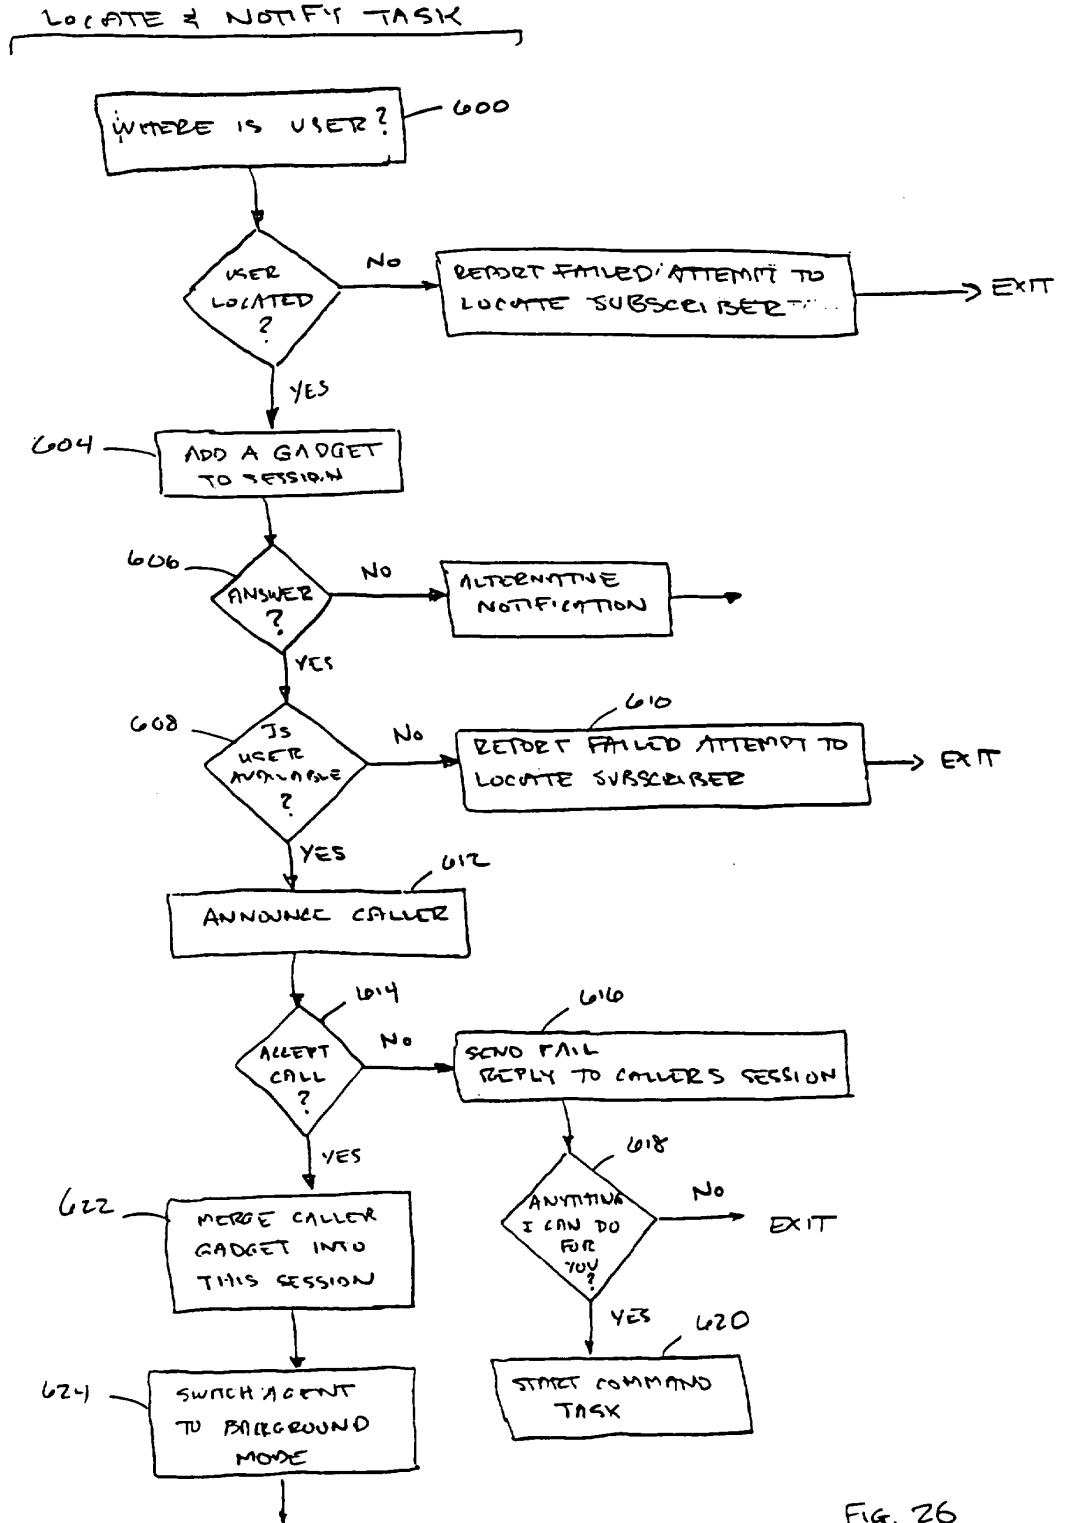 LOCATE & NOTIFY TASK
WHERE IS USER?
600
USER
LOCATED
?
NO
REPORT FAILED ATTEMPT TO
LOCATE SUBSCRIBER
EXIT
YES
604
ADD A GADGET
TO SESSION
606
ANSWER
?
NO
ALTERNATIVE
NOTIFICATION
YES
608
IS
USER
AVAILABLE
?
NO
610
REPORT FAILED ATTEMPT TO
LOCATE SUBSCRIBER
EXIT
YES
612
ANNOUNCE CALLER
614
ACCEPT
CALL
?
NO
616
SEND FAIL
REPLY TO CALLERS SESSION
YES
618
ANYTHING
I CAN DO
FOR
YOU
?
NO
EXIT
622
MERGE CALLER
GADGET INTO
THIS SESSION
YES
620
START COMMAND
TASK
624
SWITCH AGENT
TO BACKGROUND
MODE
FIG. 26